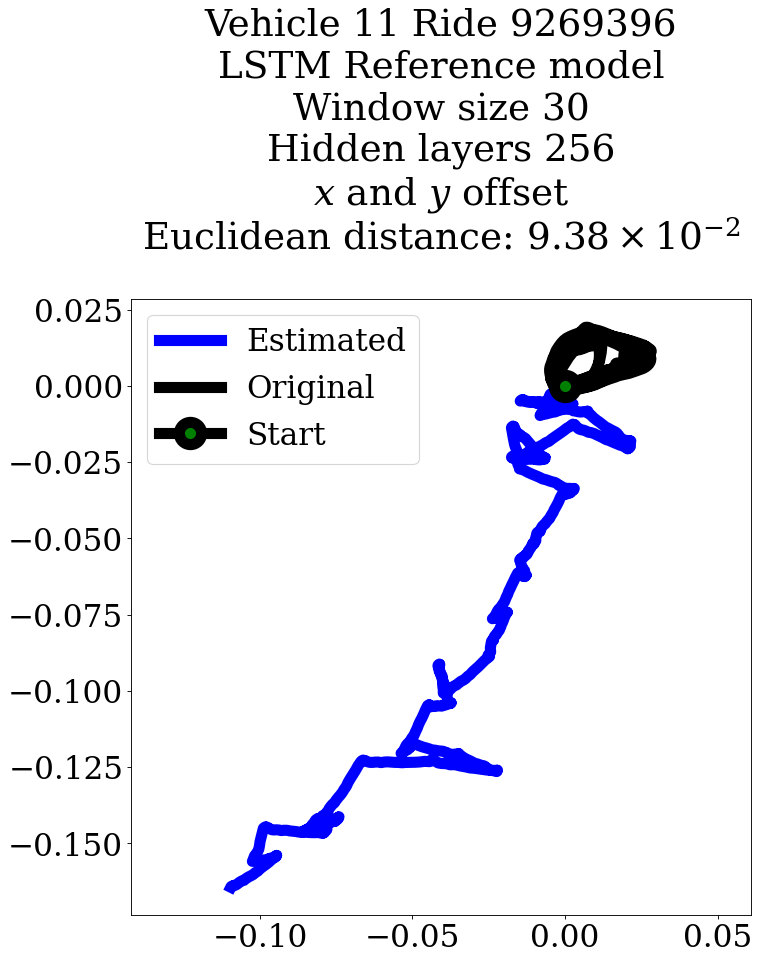 Vehicle 11 Ride 9269396
LSTM Reference model
Window size 30
Hidden layers 256
x and y offset
Euclidean distance: 9.38 × 10⁻²
Estimated
Original
Start
0.025
0.000
−0.025
−0.050
−0.075
−0.100
−0.125
−0.150
−0.10
−0.05
0.00
0.05